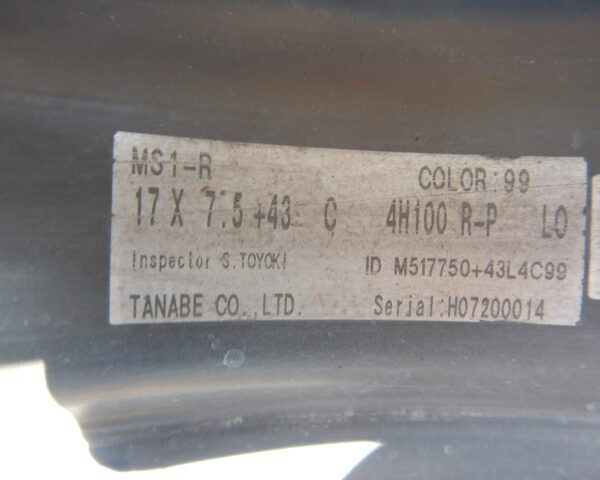 MS1-R COLOR:99
17 X 7.5 +43 C 4H100 R-P LO
Inspector S.TOYOKI ID M517750+43L4C99
TANABE CO.,LTD. Serial:H07200014